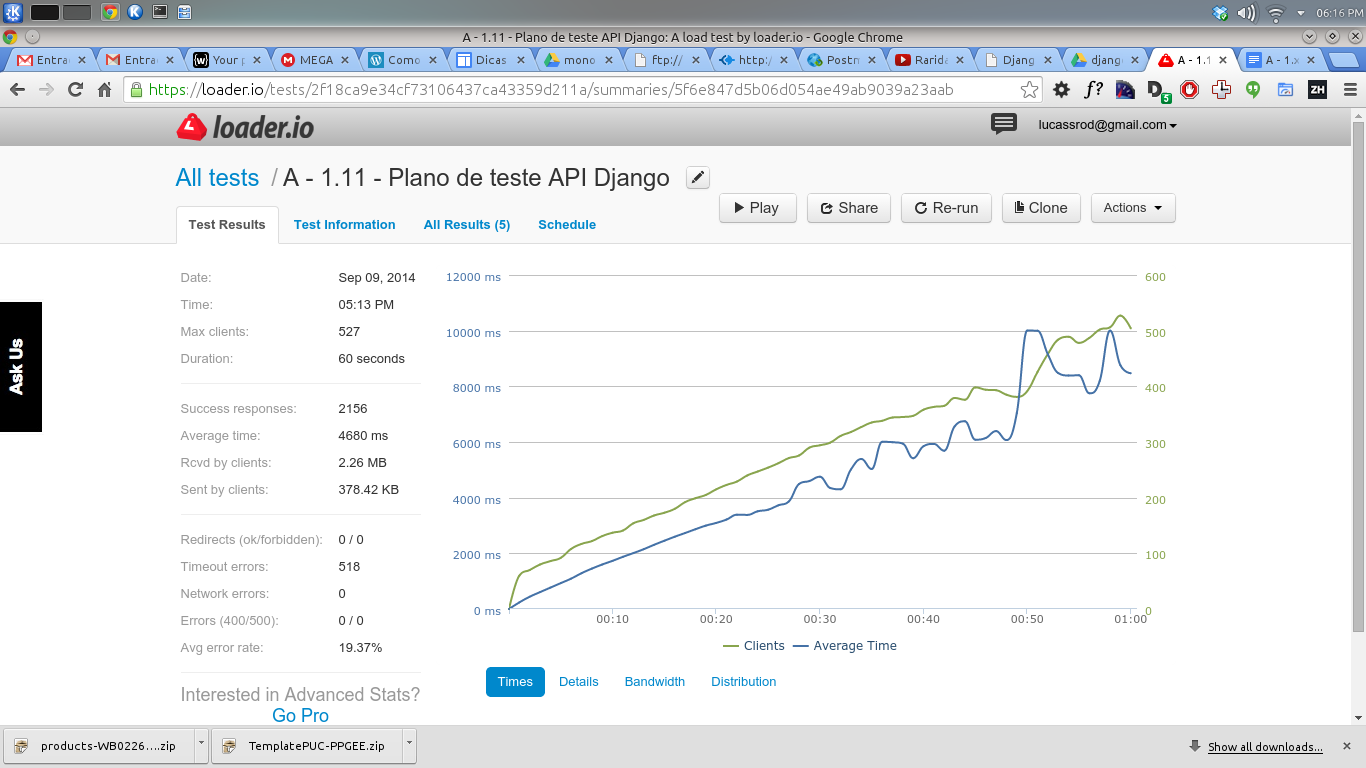 06:16 PM
A - 1.11 - Plano de teste API Django: A load test by loader.io - Google Chrome
Entra Entra Your p MEGA Como Dicas mono ftp:// http:/ Postm Rarida Djang djang A - 1.1 A - 1.x
https://loader.io/tests/2f18ca9e34cf73106437ca43359d211a/summaries/5f6e847d5b06d054ae49ab9039a23aab
f? D 5 ZH
loader.io
lucassrod@gmail.com
All tests / A - 1.11 - Plano de teste API Django
Play Share Re-run Clone Actions
Test Results Test Information All Results (5) Schedule
Date: Sep 09, 2014
Time: 05:13 PM
Max clients: 527
Duration: 60 seconds
Success responses: 2156
Average time: 4680 ms
Rcvd by clients: 2.26 MB
Sent by clients: 378.42 KB
Redirects (ok/forbidden): 0 / 0
Timeout errors: 518
Network errors: 0
Errors (400/500): 0 / 0
Avg error rate: 19.37%
Interested in Advanced Stats?
Go Pro
Ask Us
12000 ms 600
10000 ms 500
8000 ms 400
6000 ms 300
4000 ms 200
2000 ms 100
0 ms 0
00:10 00:20 00:30 00:40 00:50 01:00
Clients Average Time
Times Details Bandwidth Distribution
products-WB0226....zip TemplatePUC-PPGEE.zip Show all downloads...